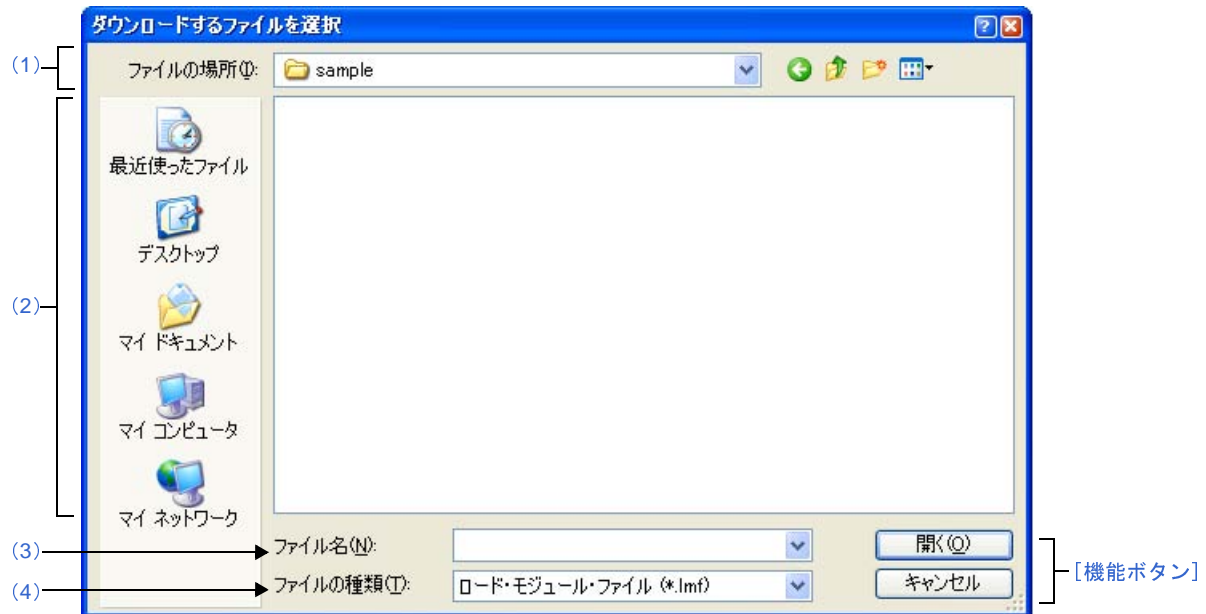 ダウンロードするファイルを選択
(1)
ファイルの場所(I):
sample
(2)
最近使ったファイル
デスクトップ
マイ ドキュメント
マイ コンピュータ
マイ ネットワーク
(3)
ファイル名(N):
開く(O)
(4)
ファイルの種類(T):
ロード・モジュール・ファイル (*.lmf)
キャンセル
[機能ボタン]